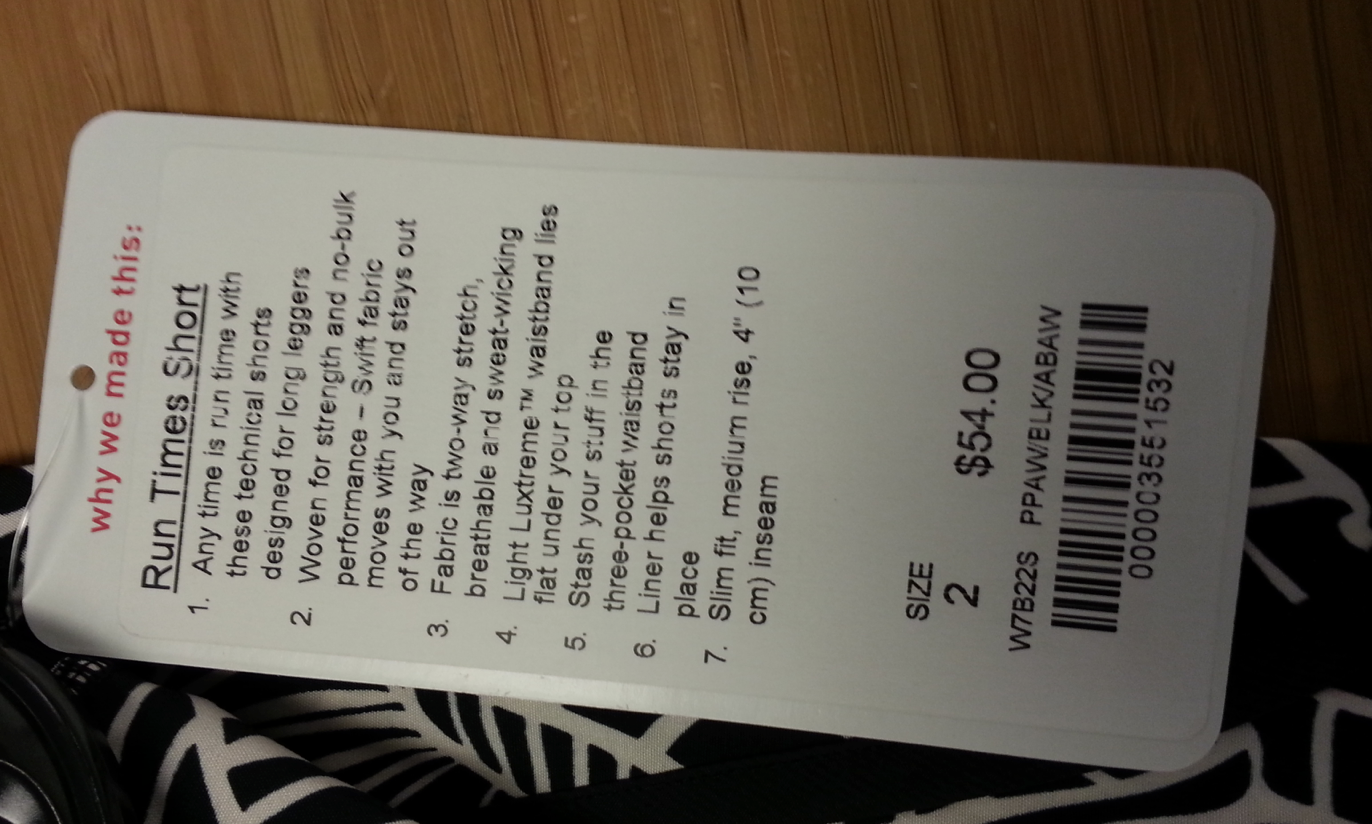 why we made this:
Run Times Short
1. Any time is run time with
these technical shorts
designed for long leggers
2. Woven for strength and no-bulk
performance – Swift fabric
moves with you and stays out
of the way
3. Fabric is two-way stretch,
breathable and sweat-wicking
4. Light Luxtreme™ waistband lies
flat under your top
5. Stash your stuff in the
three-pocket waistband
6. Liner helps shorts stay in
place
7. Slim fit, medium rise, 4" (10
cm) inseam
SIZE
2 $54.00
W7B22S PPAW/BLK/ABAW
0000035515532